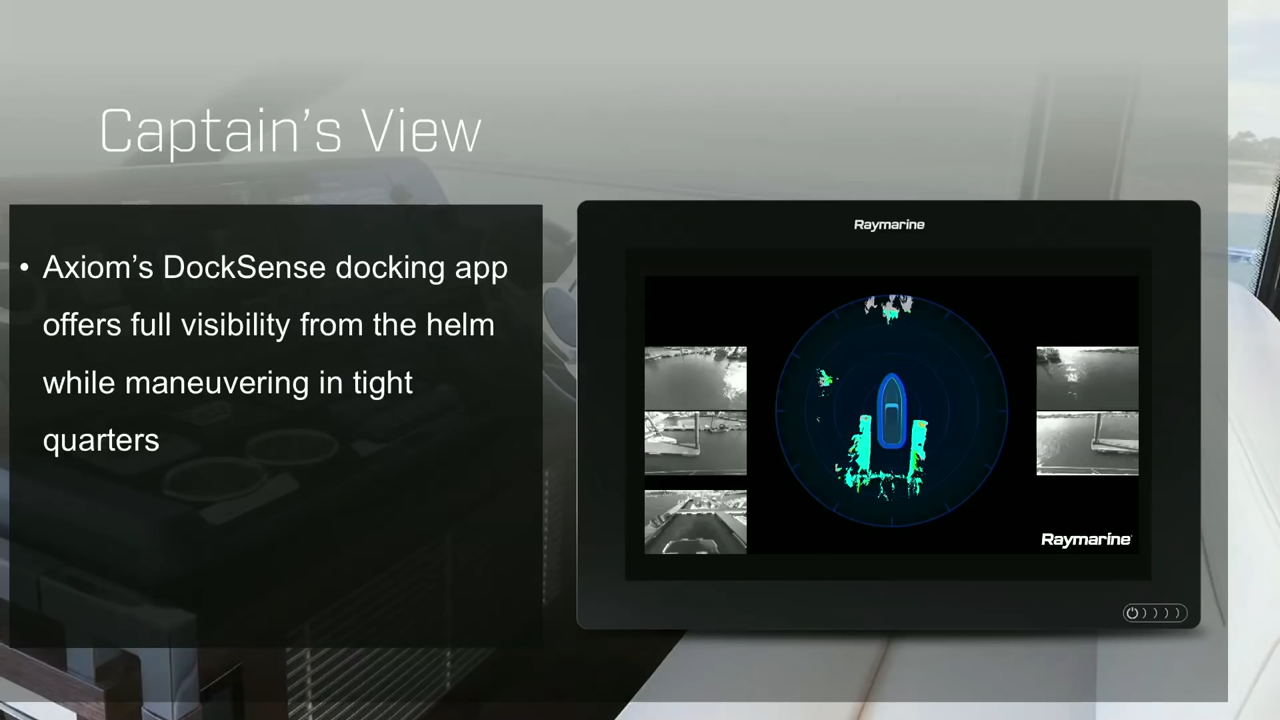 Captain’s View
• Axiom’s DockSense docking app
offers full visibility from the helm
while maneuvering in tight
quarters
Raymarine
Raymarine